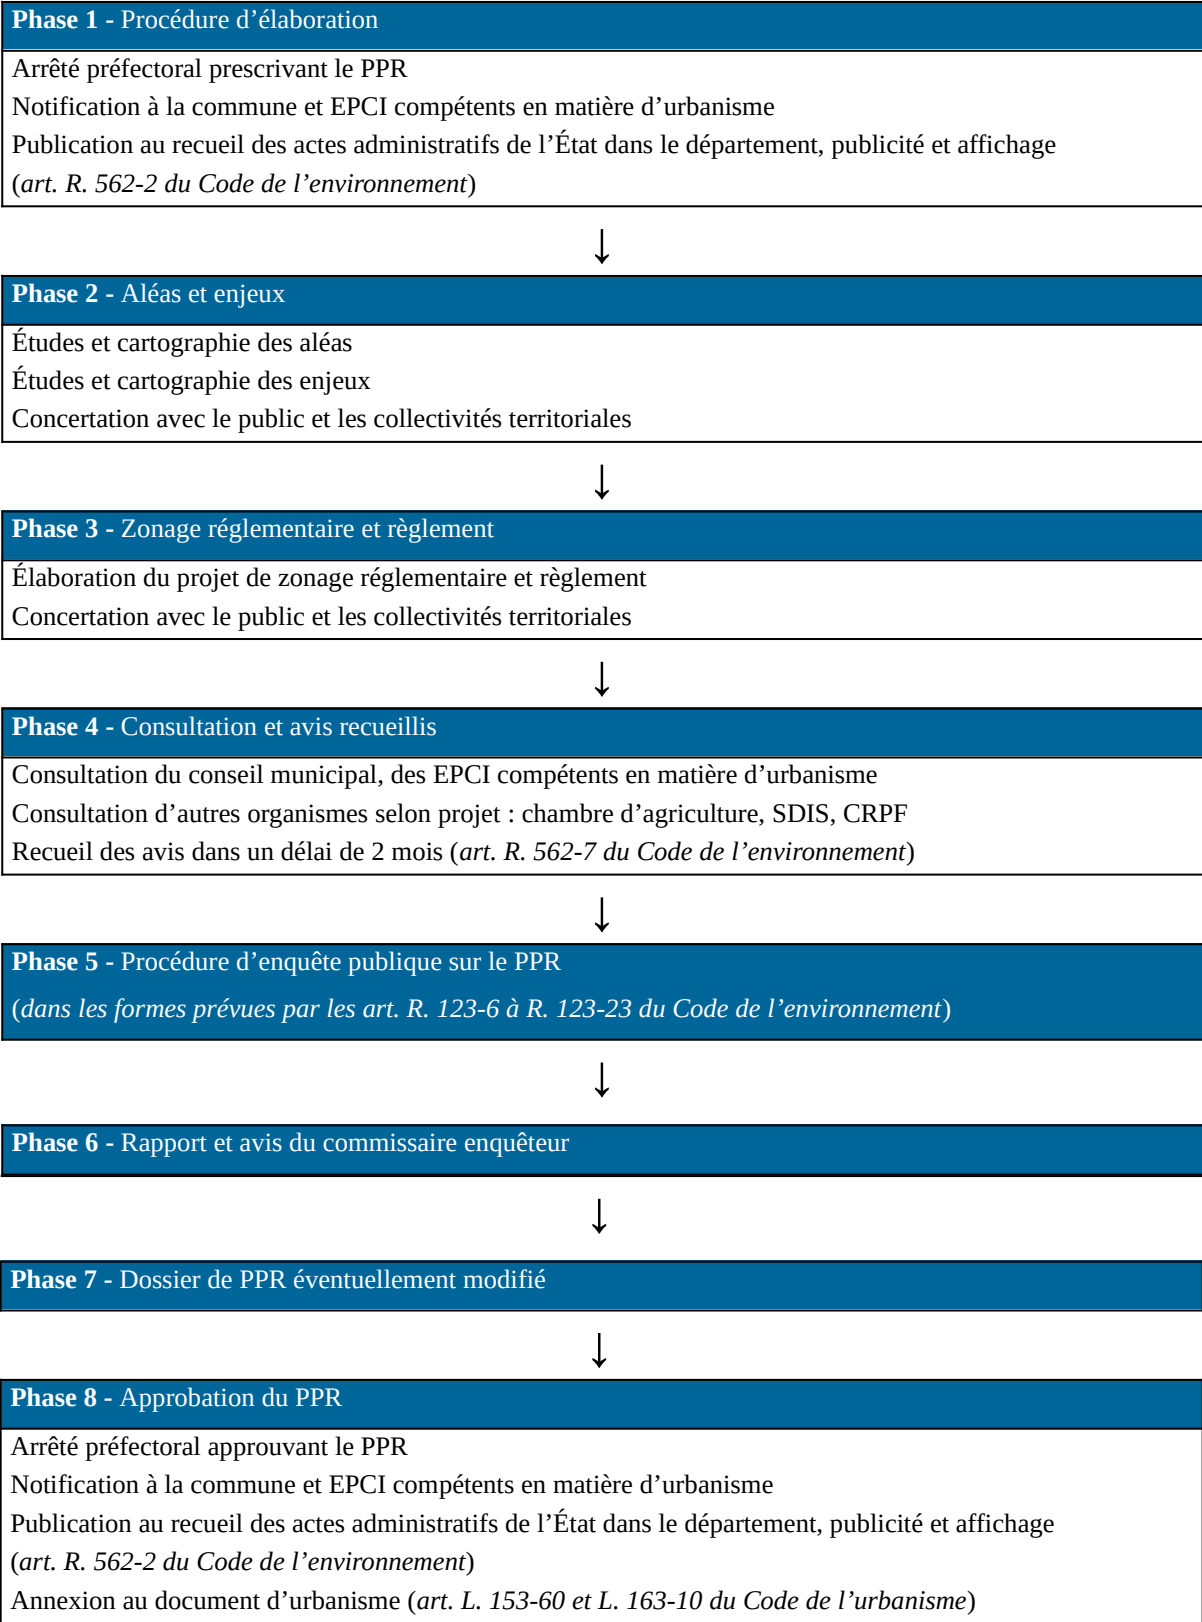 Phase 1 - Procédure d’élaboration
Arrêté préfectoral prescrivant le PPR
Notification à la commune et EPCI compétents en matière d’urbanisme
Publication au recueil des actes administratifs de l’État dans le département, publicité et affichage
(art. R. 562-2 du Code de l’environnement)
↓
Phase 2 - Aléas et enjeux
Études et cartographie des aléas
Études et cartographie des enjeux
Concertation avec le public et les collectivités territoriales
↓
Phase 3 - Zonage réglementaire et règlement
Élaboration du projet de zonage réglementaire et règlement
Concertation avec le public et les collectivités territoriales
↓
Phase 4 - Consultation et avis recueillis
Consultation du conseil municipal, des EPCI compétents en matière d’urbanisme
Consultation d’autres organismes selon projet : chambre d’agriculture, SDIS, CRPF
Recueil des avis dans un délai de 2 mois (art. R. 562-7 du Code de l’environnement)
↓
Phase 5 - Procédure d’enquête publique sur le PPR
(dans les formes prévues par les art. R. 123-6 à R. 123-23 du Code de l’environnement)
↓
Phase 6 - Rapport et avis du commissaire enquêteur
↓
Phase 7 - Dossier de PPR éventuellement modifié
↓
Phase 8 - Approbation du PPR
Arrêté préfectoral approuvant le PPR
Notification à la commune et EPCI compétents en matière d’urbanisme
Publication au recueil des actes administratifs de l’État dans le département, publicité et affichage
(art. R. 562-2 du Code de l’environnement)
Annexion au document d’urbanisme (art. L. 153-60 et L. 163-10 du Code de l’urbanisme)